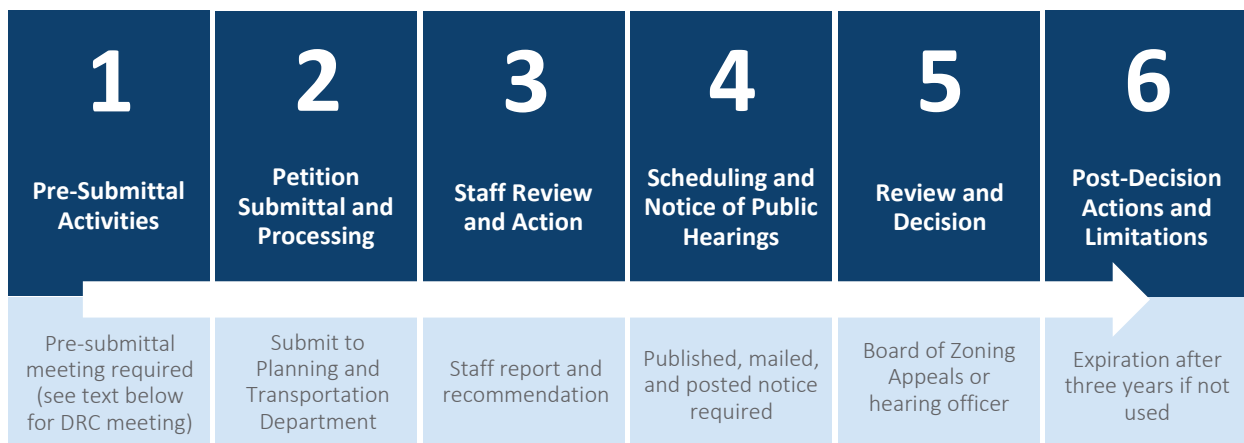 1
Pre-Submittal
Activities
Pre-submittal
meeting required
(see text below
for DRC meeting)
2
Petition
Submittal and
Processing
Submit to
Planning and
Transportation
Department
3
Staff Review
and Action
Staff report and
recommendation
4
Scheduling and
Notice of Public
Hearings
Published, mailed,
and posted notice
required
5
Review and
Decision
Board of Zoning
Appeals or
hearing officer
6
Post-Decision
Actions and
Limitations
Expiration after
three years if not
used